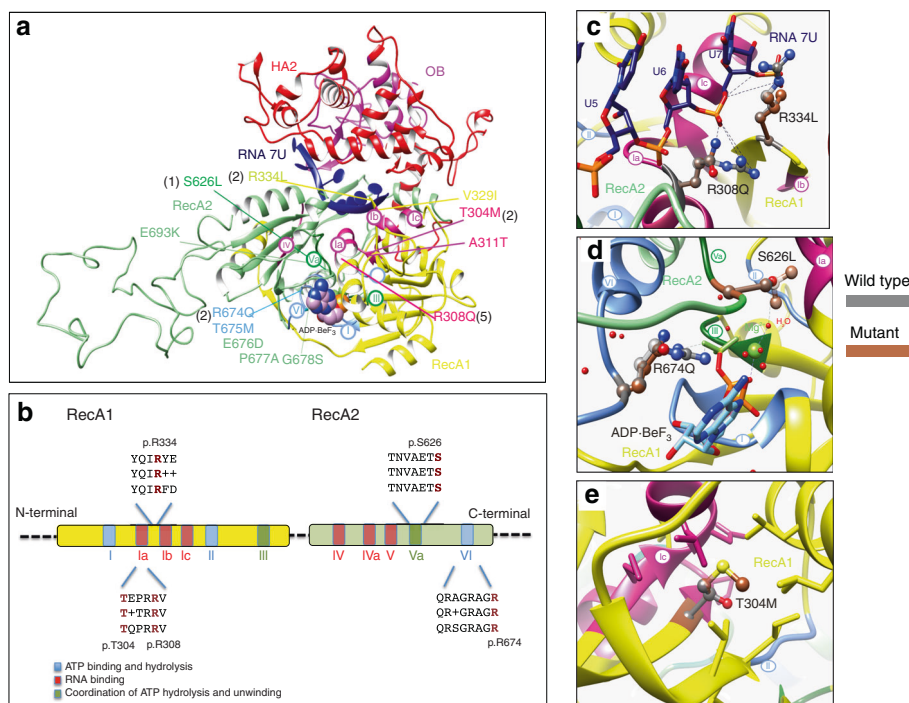 a
HA2
OB
RNA 7U
(1) S626L
(2) R334L
V329I
RecA2
T304M (2)
Ib
Ic
E693K
A311T
IV
Va
Ia
(2) R674Q
VI
III
R308Q(5)
T675M
ADP-BeF3
I
E676D
P677A G678S
RecA1
b
RecA1
RecA2
p.R334
YQIRYE
YQIR++
YQIRFD
p.S626
TNVAETS
TNVAETS
TNVAETS
N-terminal
C-terminal
I Ia Ib Ic II III IV IVa V Va VI
TEPRRV
T+TRRV
TQPRRV
p.T304 p.R308
QRAGRAGR
QR+GRAGR
QRSGRAGR
p.R674
ATP binding and hydrolysis
RNA binding
Coordination of ATP hydrolysis and unwinding
c
RNA 7U
U7
U6
U5
Ic
R334L
II
Ia
R308Q
Ib
RecA2
RecA1
I
d
Va
S626L
Ia
VI
RecA2
II
III
H2O
R674Q
ADP-BeF3
RecA1
I
e
RecA1
Ic
T304M
II
Wild type
Mutant